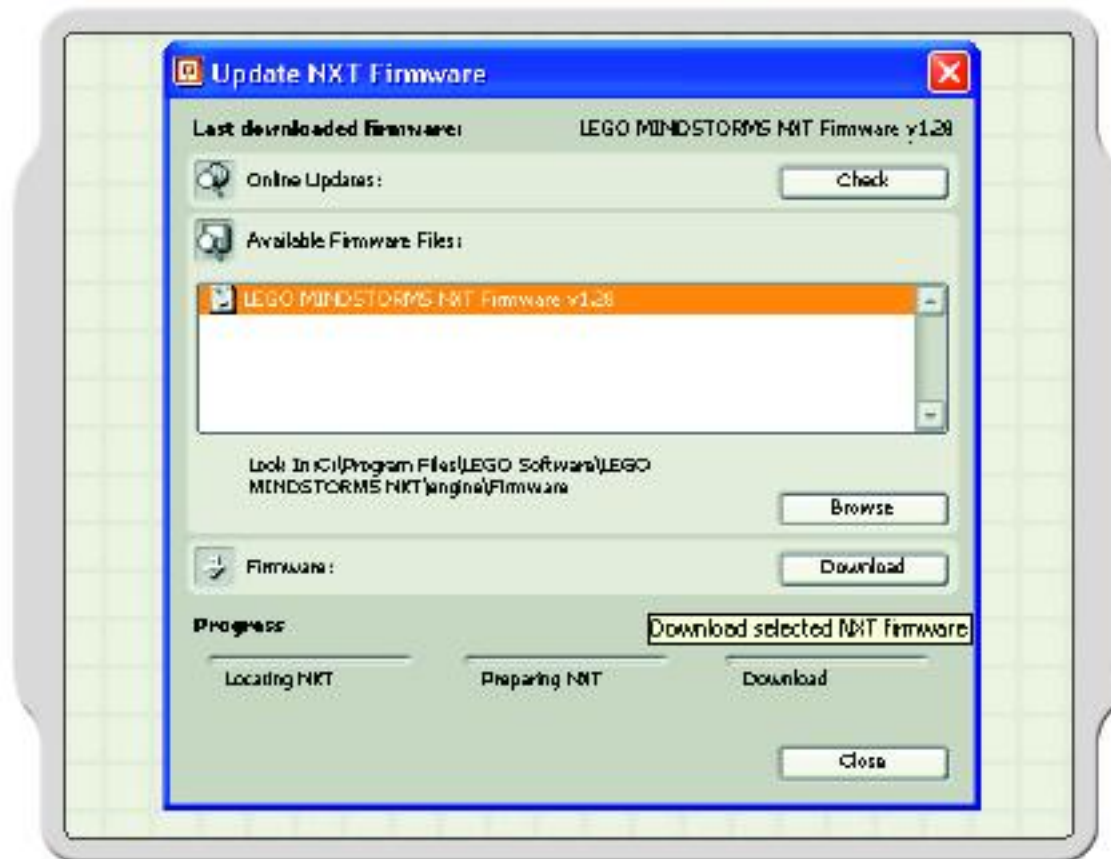 Update NXT Firmware
Last downloaded firmware: LEGO MINDSTORMS NXT Firmware v1.28
Online Updates: Check
Available Firmware Files:
LEGO MINDSTORMS NXT Firmware v1.28
Look In:C:\Program Files\LEGO Software\LEGO
MINDSTORMS NXT\engine\Firmware
Browse
Firmware: Download
Progress
Download selected NXT firmware
Locating NXT Preparing NXT Download
Close